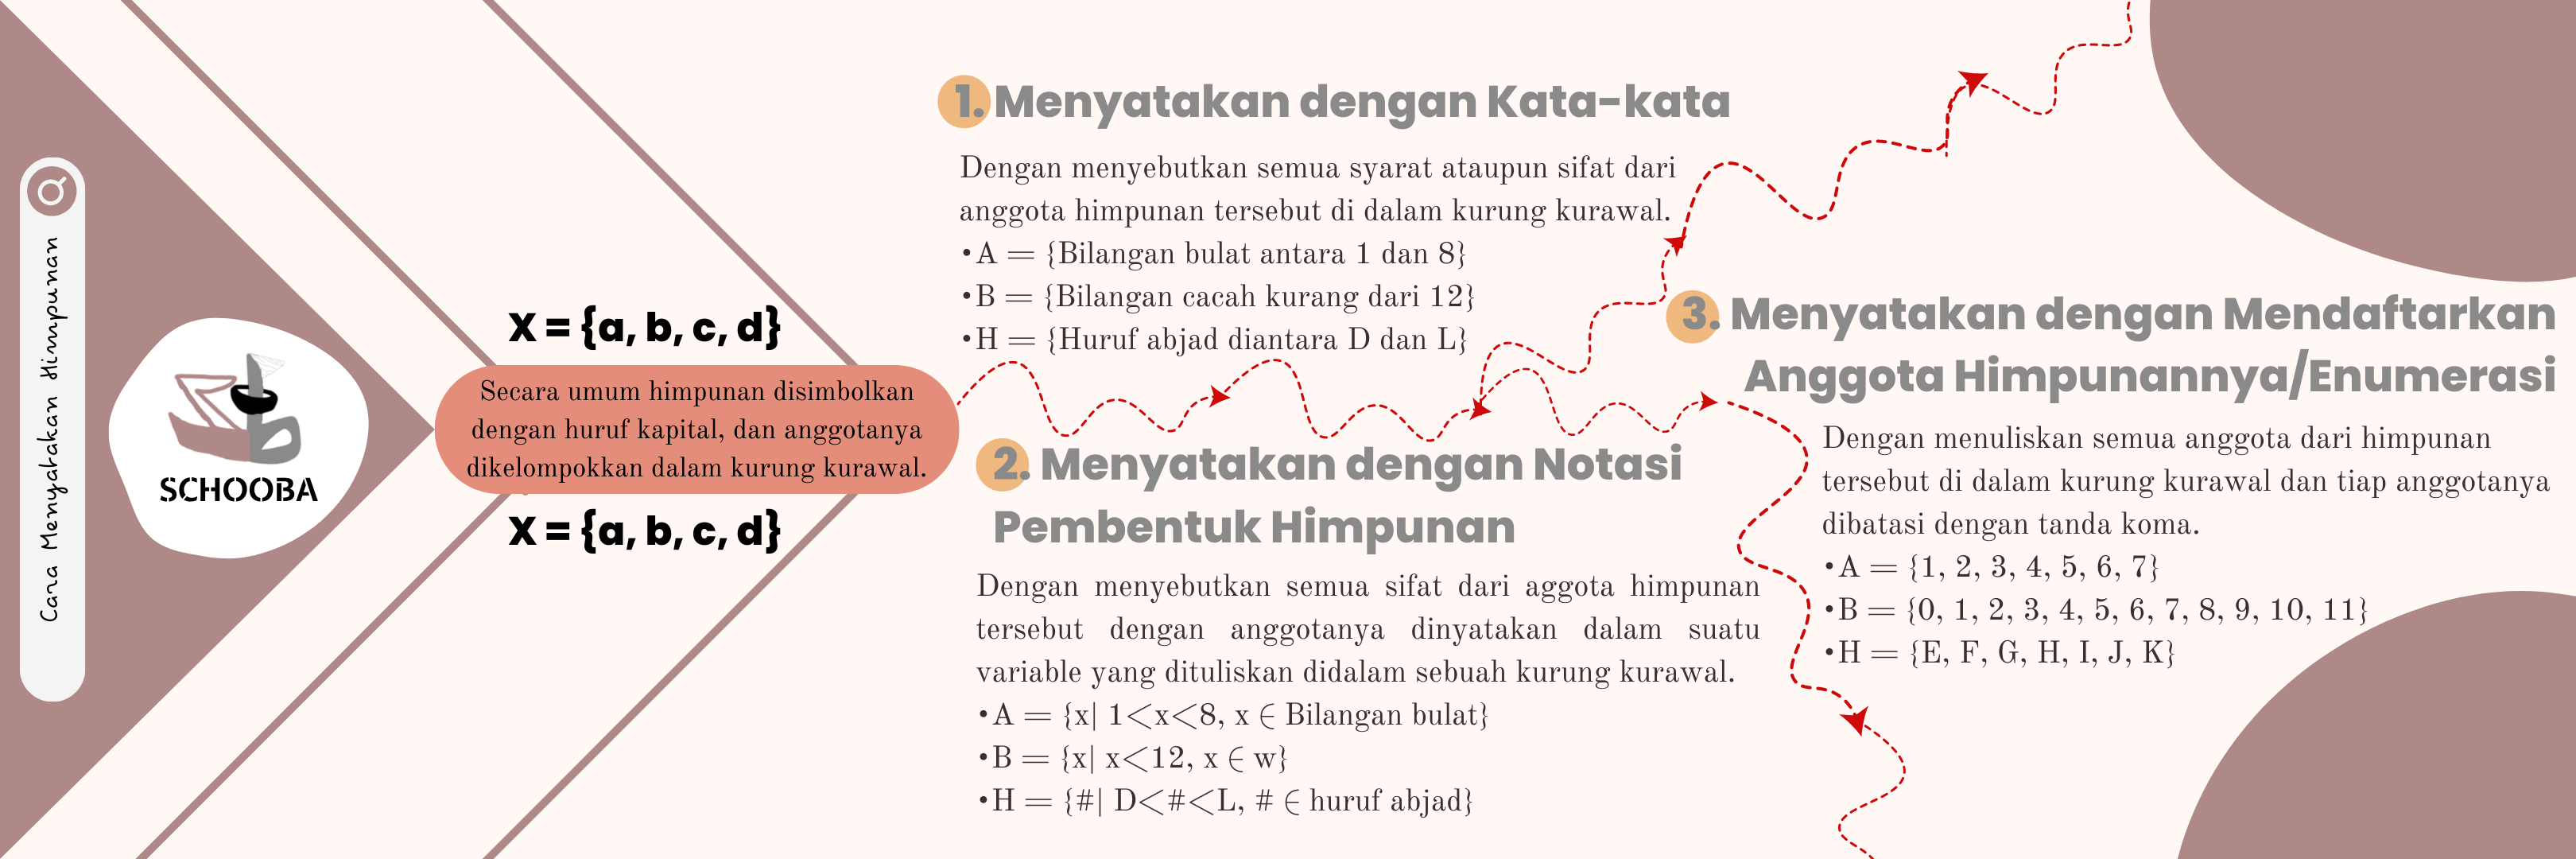 Cara Menyatakan Himpunan
SCHOOBA
X = {a, b, c, d}
Secara umum himpunan disimbolkan
dengan huruf kapital, dan anggotanya
dikelompokkan dalam kurung kurawal.
X = {a, b, c, d}
1. Menyatakan dengan Kata-kata
Dengan menyebutkan semua syarat ataupun sifat dari
anggota himpunan tersebut di dalam kurung kurawal.
•A = {Bilangan bulat antara 1 dan 8}
•B = {Bilangan cacah kurang dari 12}
•H = {Huruf abjad diantara D dan L}
2. Menyatakan dengan Notasi
Pembentuk Himpunan
Dengan menyebutkan semua sifat dari aggota himpunan
tersebut dengan anggotanya dinyatakan dalam suatu
variable yang dituliskan didalam sebuah kurung kurawal.
•A = {x| 1<x<8, x ∈ Bilangan bulat}
•B = {x| x<12, x ∈ w}
•H = {#| D<#<L, # ∈ huruf abjad}
3. Menyatakan dengan Mendaftarkan
Anggota Himpunannya/Enumerasi
Dengan menuliskan semua anggota dari himpunan
tersebut di dalam kurung kurawal dan tiap anggotanya
dibatasi dengan tanda koma.
•A = {1, 2, 3, 4, 5, 6, 7}
•B = {0, 1, 2, 3, 4, 5, 6, 7, 8, 9, 10, 11}
•H = {E, F, G, H, I, J, K}